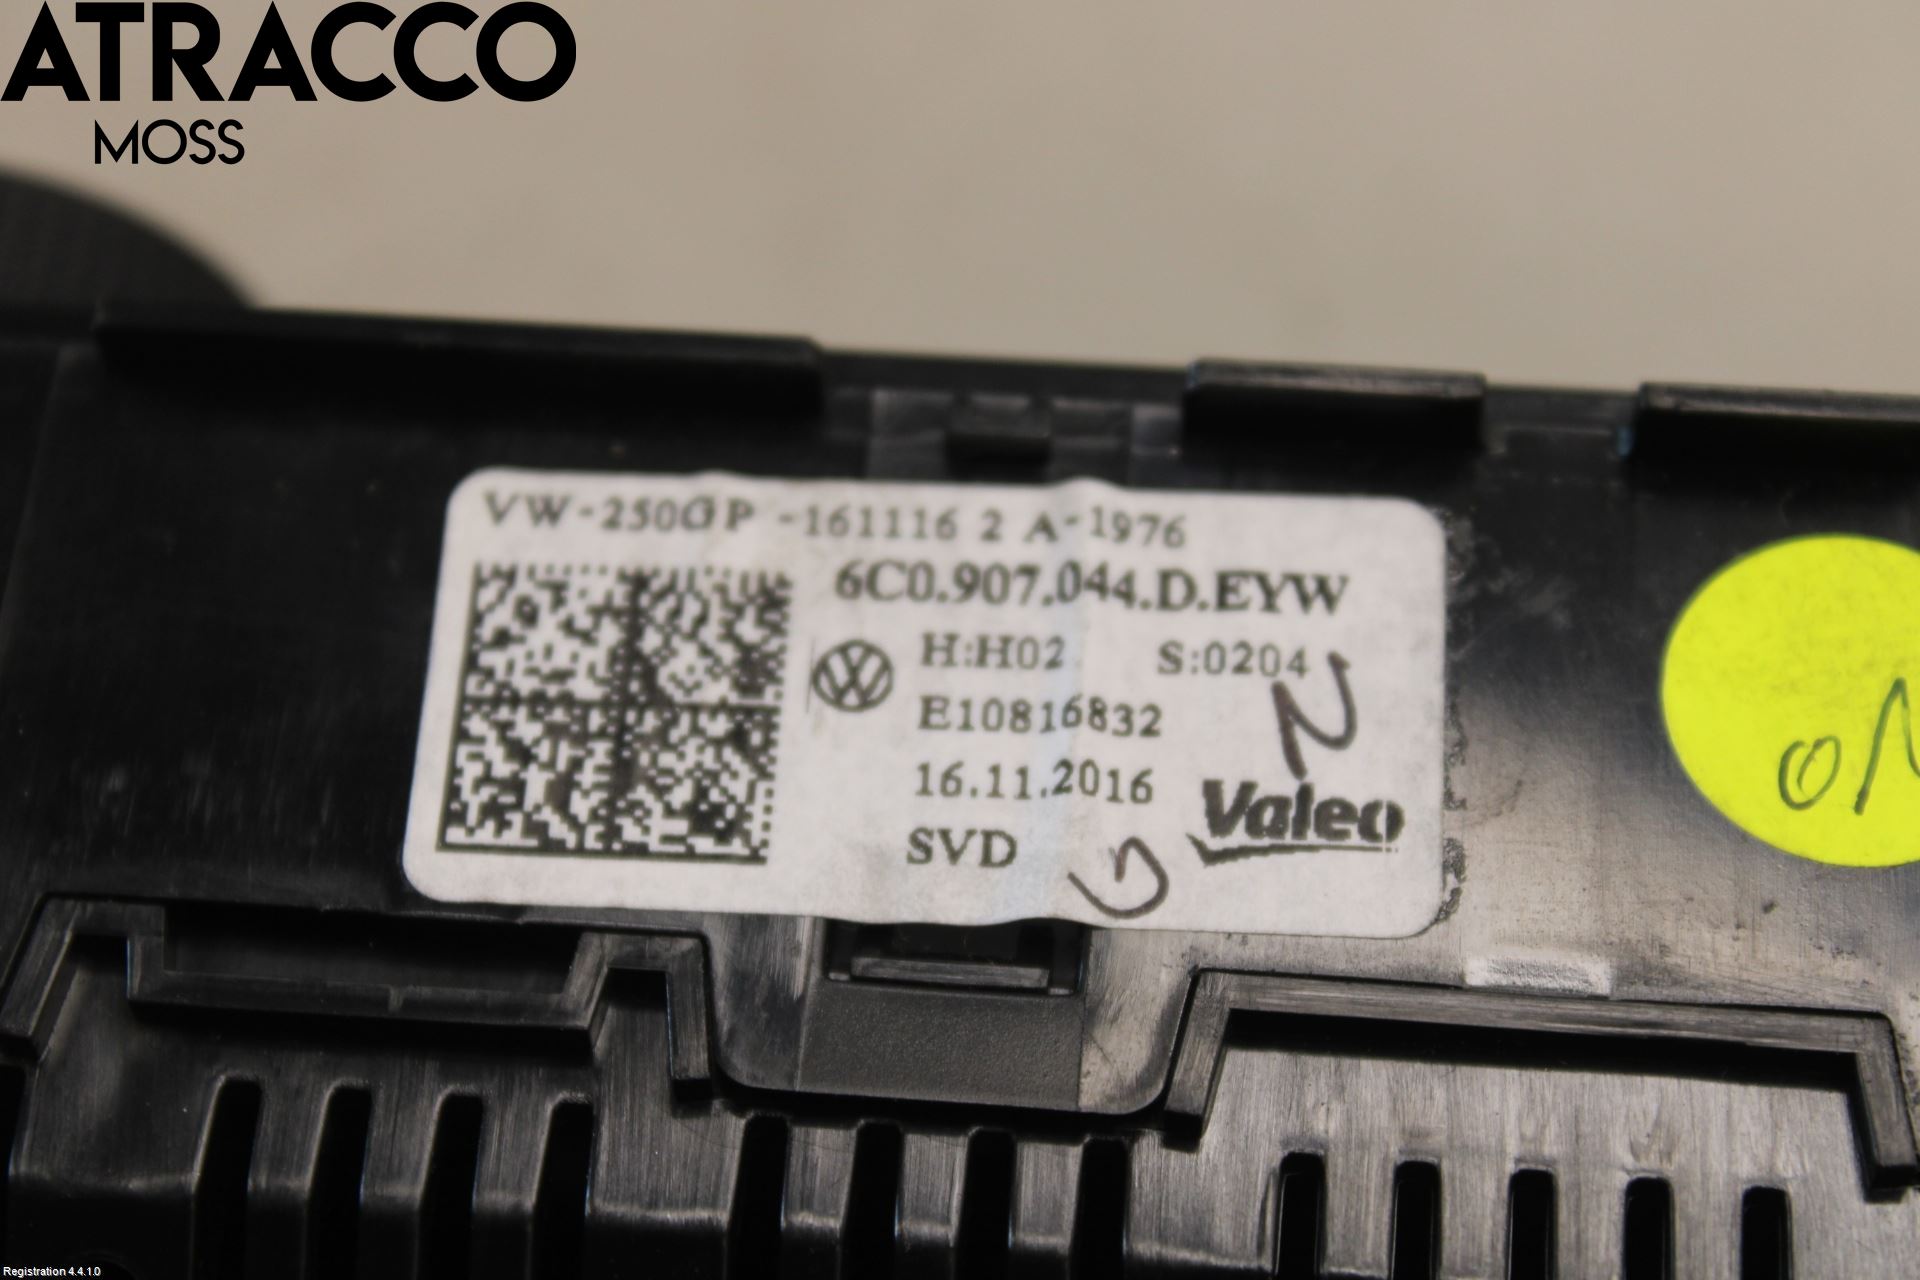 ATRACCO
MOSS
VW-250GP -161116 2 A-1976
6C0.907.044.D.EYW
H:H02 S:0204
E10816832
16.11.2016
SVD
Valeo
Registration 4.4.1.0